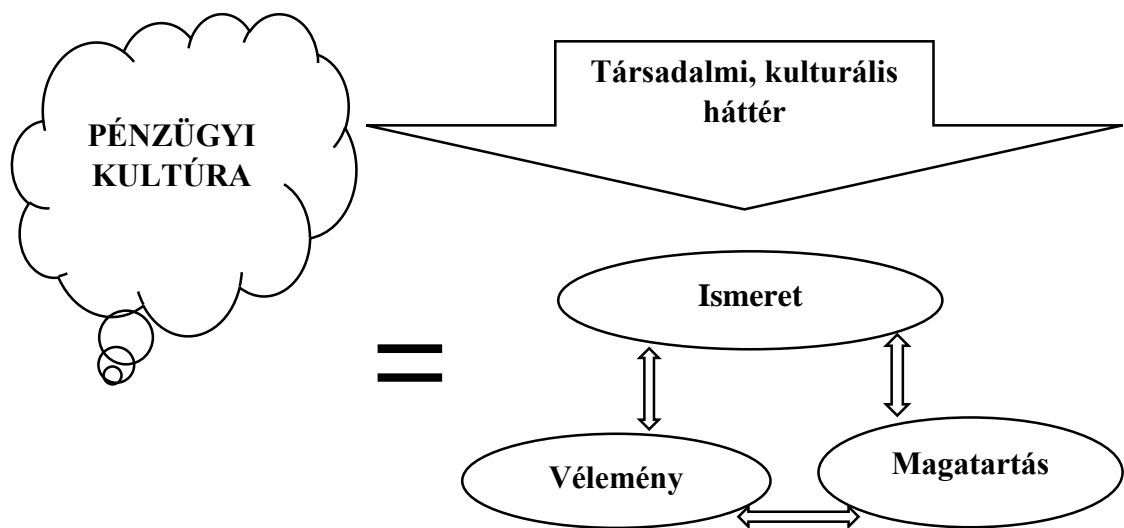 PÉNZÜGYI
KULTÚRA
Társadalmi, kulturális
háttér
=
Ismeret
Vélemény
Magatartás